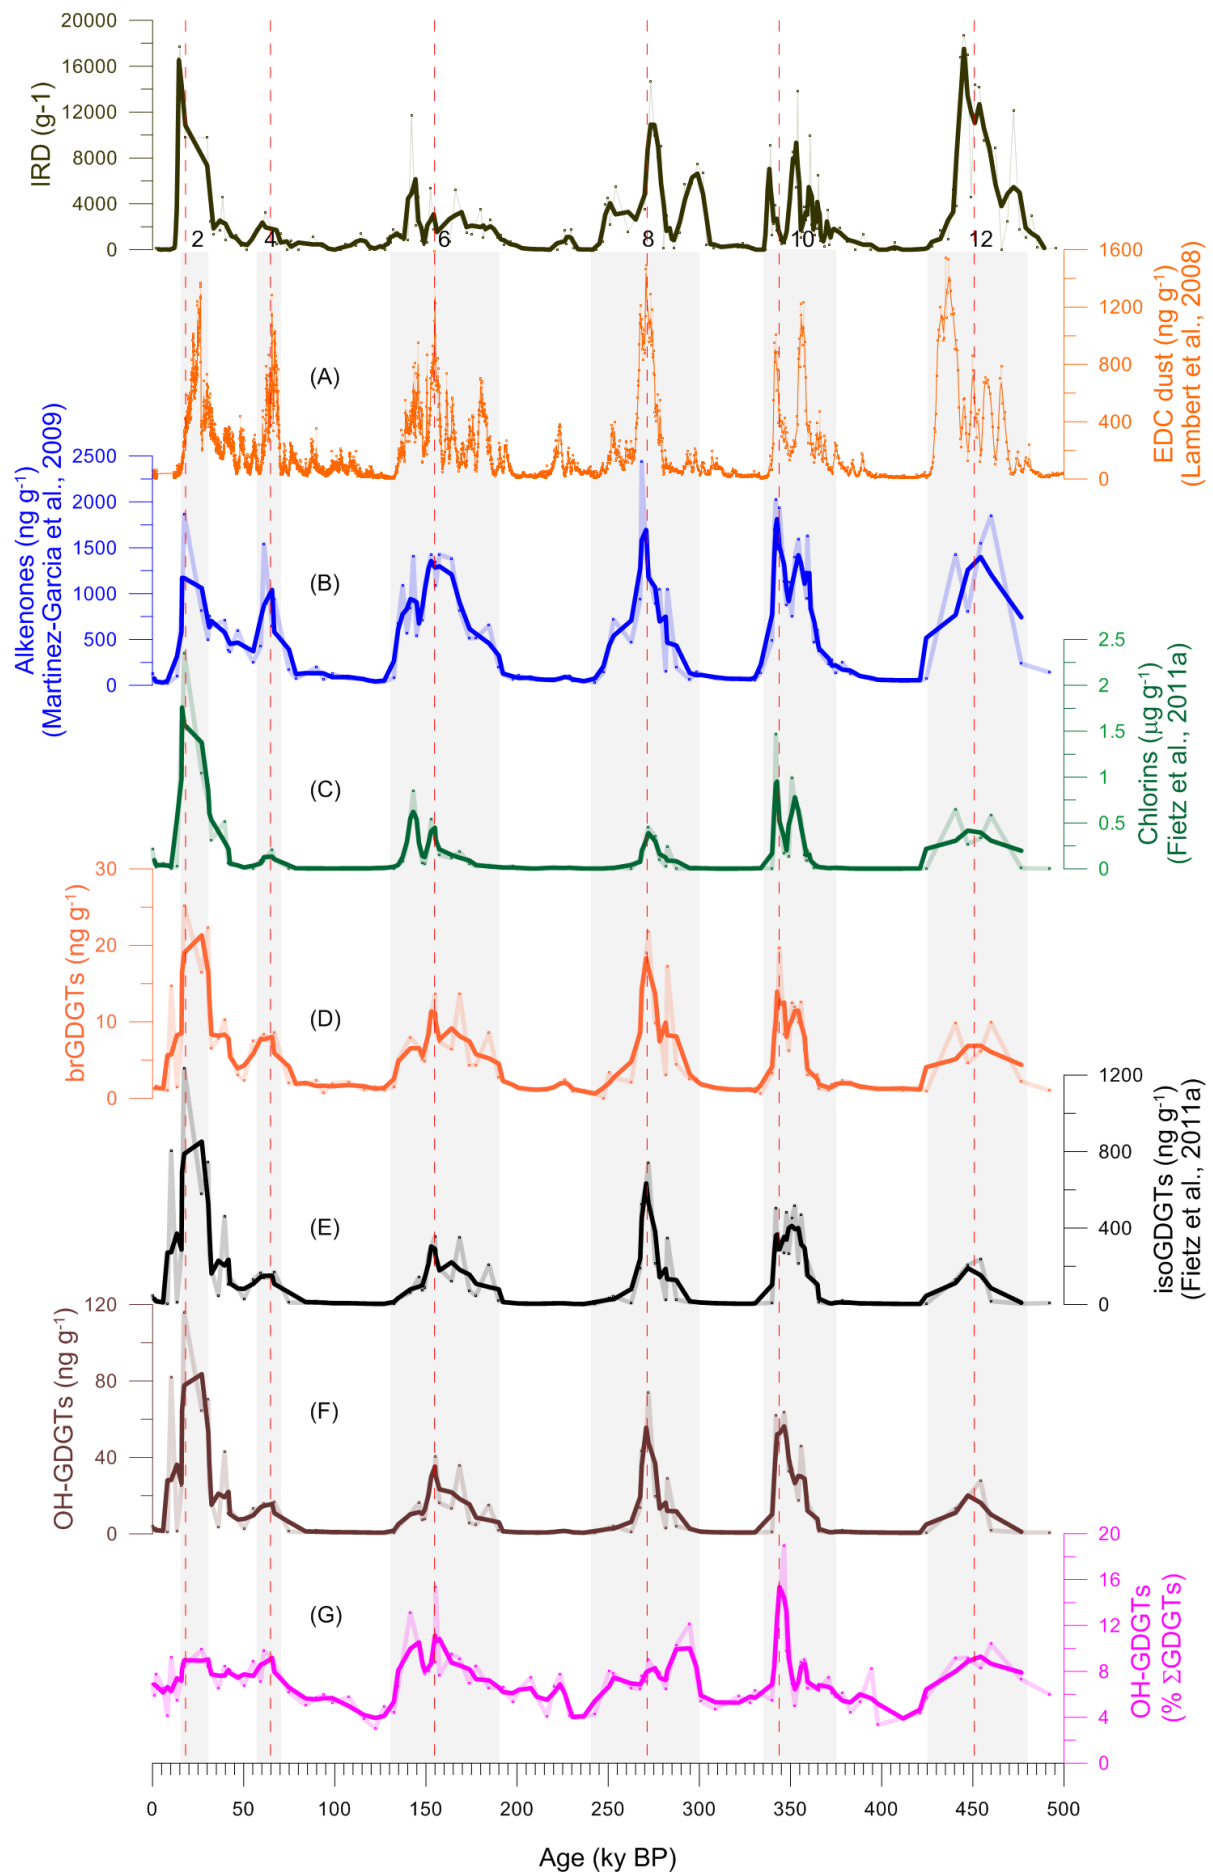 IRD (g-1)
20000
16000
12000
8000
4000
0
2 4 6 8 10 12
EDC dust (ng g-1)
(Lambert et al., 2008)
1600
1200
800
400
0
(A)
Alkenones (ng g-1)
(Martinez-Garcia et al., 2009)
2500
2000
1500
1000
500
0
(B)
Chlorins (µg g-1)
(Fietz et al., 2011a)
2.5
2
1.5
1
0.5
0
(C)
brGDGTs (ng g-1)
30
20
10
0
(D)
isoGDGTs (ng g-1)
(Fietz et al., 2011a)
1200
800
400
0
(E)
OH-GDGTs (ng g-1)
120
80
40
0
(F)
OH-GDGTs
(% ΣGDGTs)
20
16
12
8
4
0
(G)
0 50 100 150 200 250 300 350 400 450 500
Age (ky BP)